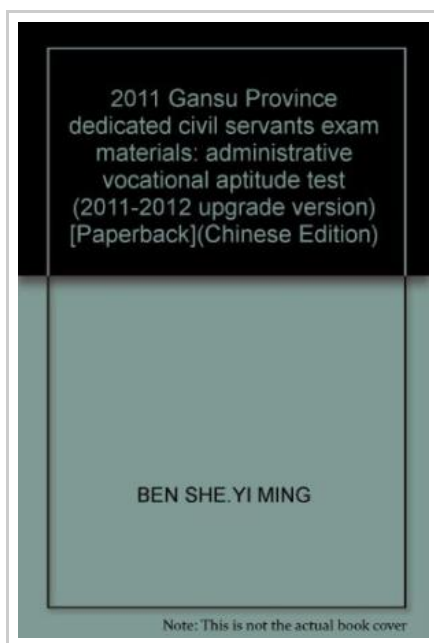 2011 Gansu Province
dedicated civil servants exam
materials: administrative
vocational aptitude test
(2011-2012 upgrade version)
[Paperback](Chinese Edition)
BEN SHE.YI MING
Note: This is not the actual book cover